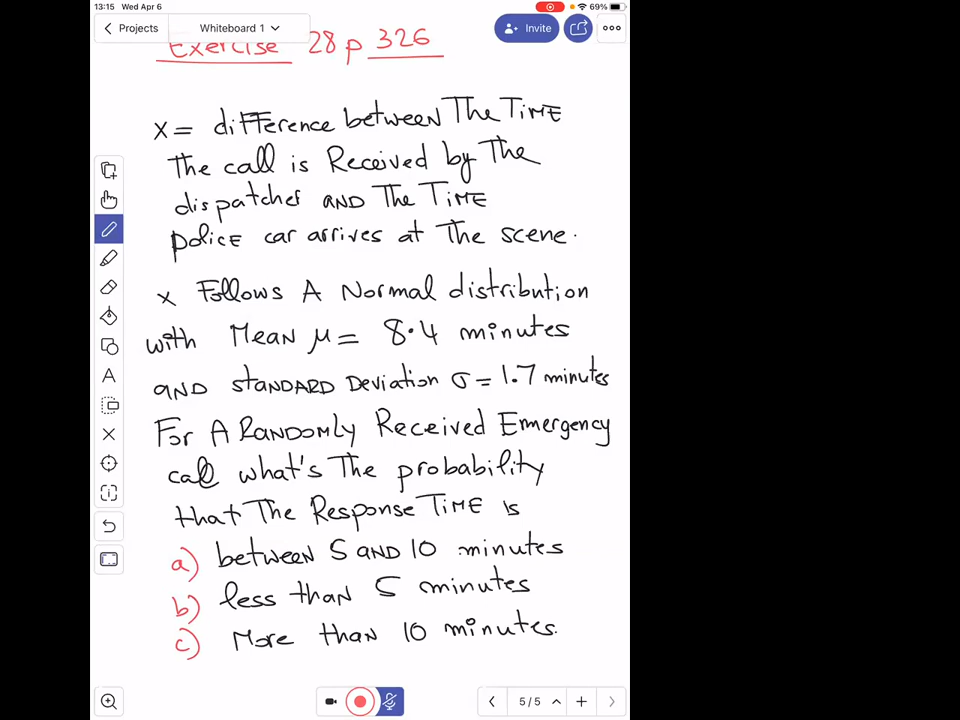 13:15 Wed Apr 6
69%
Projects
Whiteboard 1
Invite
Exercise 28 p 326
x = difference between The TiME
The call is Received by The
dispatcher AND The TiME
police car arrives at The scene.
x Follows A Normal distribution
with Mean μ = 8.4 minutes
AND STANDARD Deviation σ = 1.7 minutes
For A RANDOMLY Received Emergency
call what's The probability
that The Response TiME is
a) between 5 AND 10 minutes
b) less than 5 minutes
c) More than 10 minutes.
A
5/5